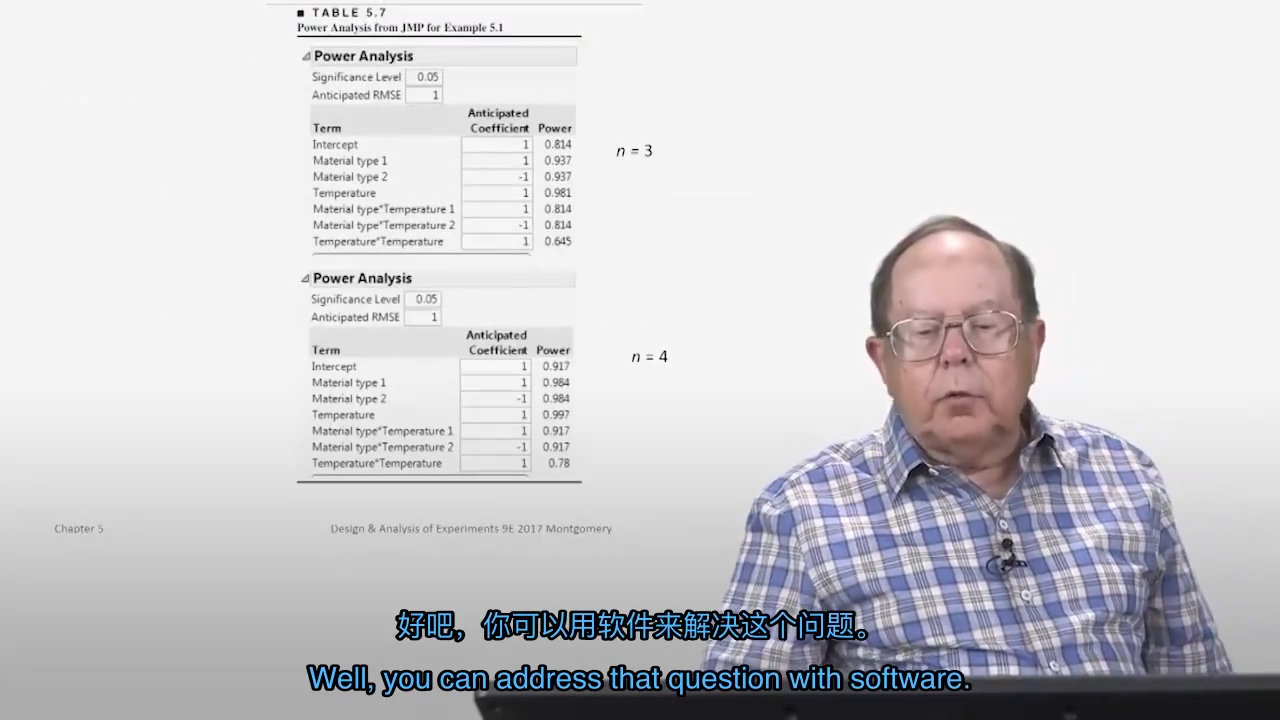 ■ TABLE 5.7
Power Analysis from JMP for Example 5.1
Power Analysis
Significance Level 0.05
Anticipated RMSE 1
Anticipated
Term Coefficient Power
Intercept 1 0.814
Material type 1 1 0.937
Material type 2 -1 0.937
Temperature 1 0.981
Material type*Temperature 1 1 0.814
Material type*Temperature 2 -1 0.814
Temperature*Temperature 1 0.645
n = 3
Power Analysis
Significance Level 0.05
Anticipated RMSE 1
Anticipated
Term Coefficient Power
Intercept 1 0.917
Material type 1 1 0.984
Material type 2 -1 0.984
Temperature 1 0.997
Material type*Temperature 1 1 0.917
Material type*Temperature 2 -1 0.917
Temperature*Temperature 1 0.78
n = 4
Chapter 5
Design & Analysis of Experiments 9E 2017 Montgomery
好吧，你可以用软件来解决这个问题。
Well, you can address that question with software.